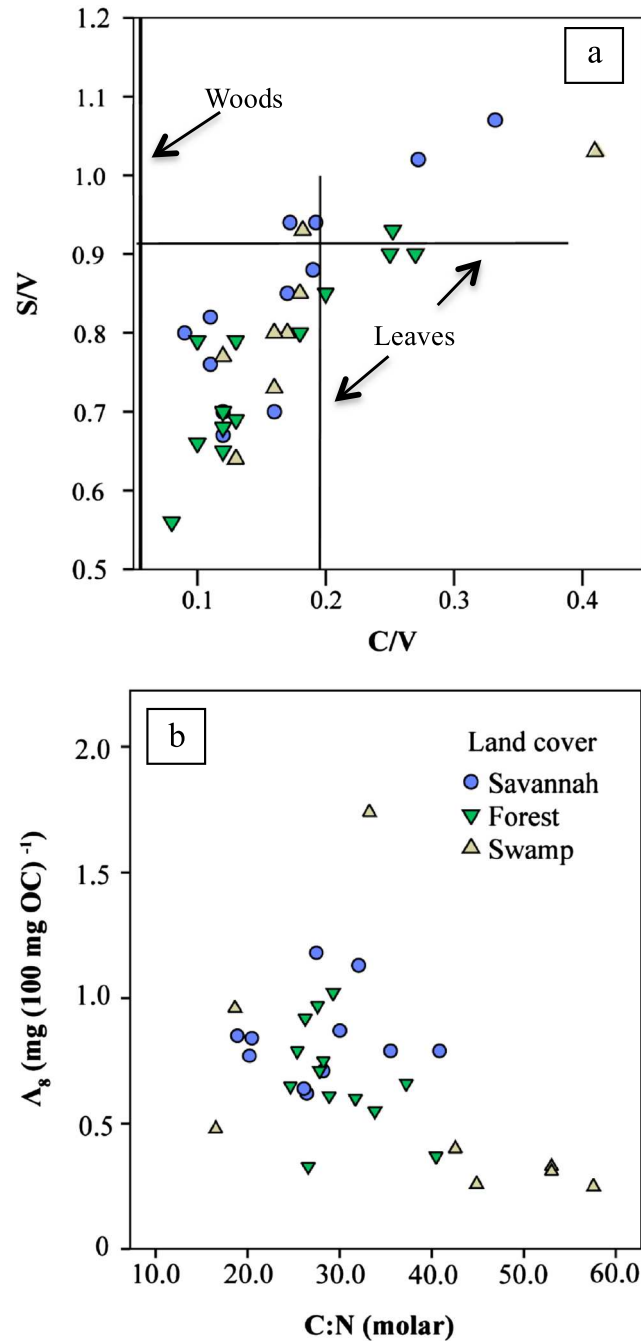 a
1.2
1.1
1.0
0.9
0.8
0.7
0.6
0.5
S/V
Woods
Leaves
0.1
0.2
0.3
0.4
C/V
b
2.0
1.5
1.0
0.5
0
Λ8 (mg (100 mg OC) -1)
Land cover
Savannah
Forest
Swamp
10.0
20.0
30.0
40.0
50.0
60.0
C:N (molar)